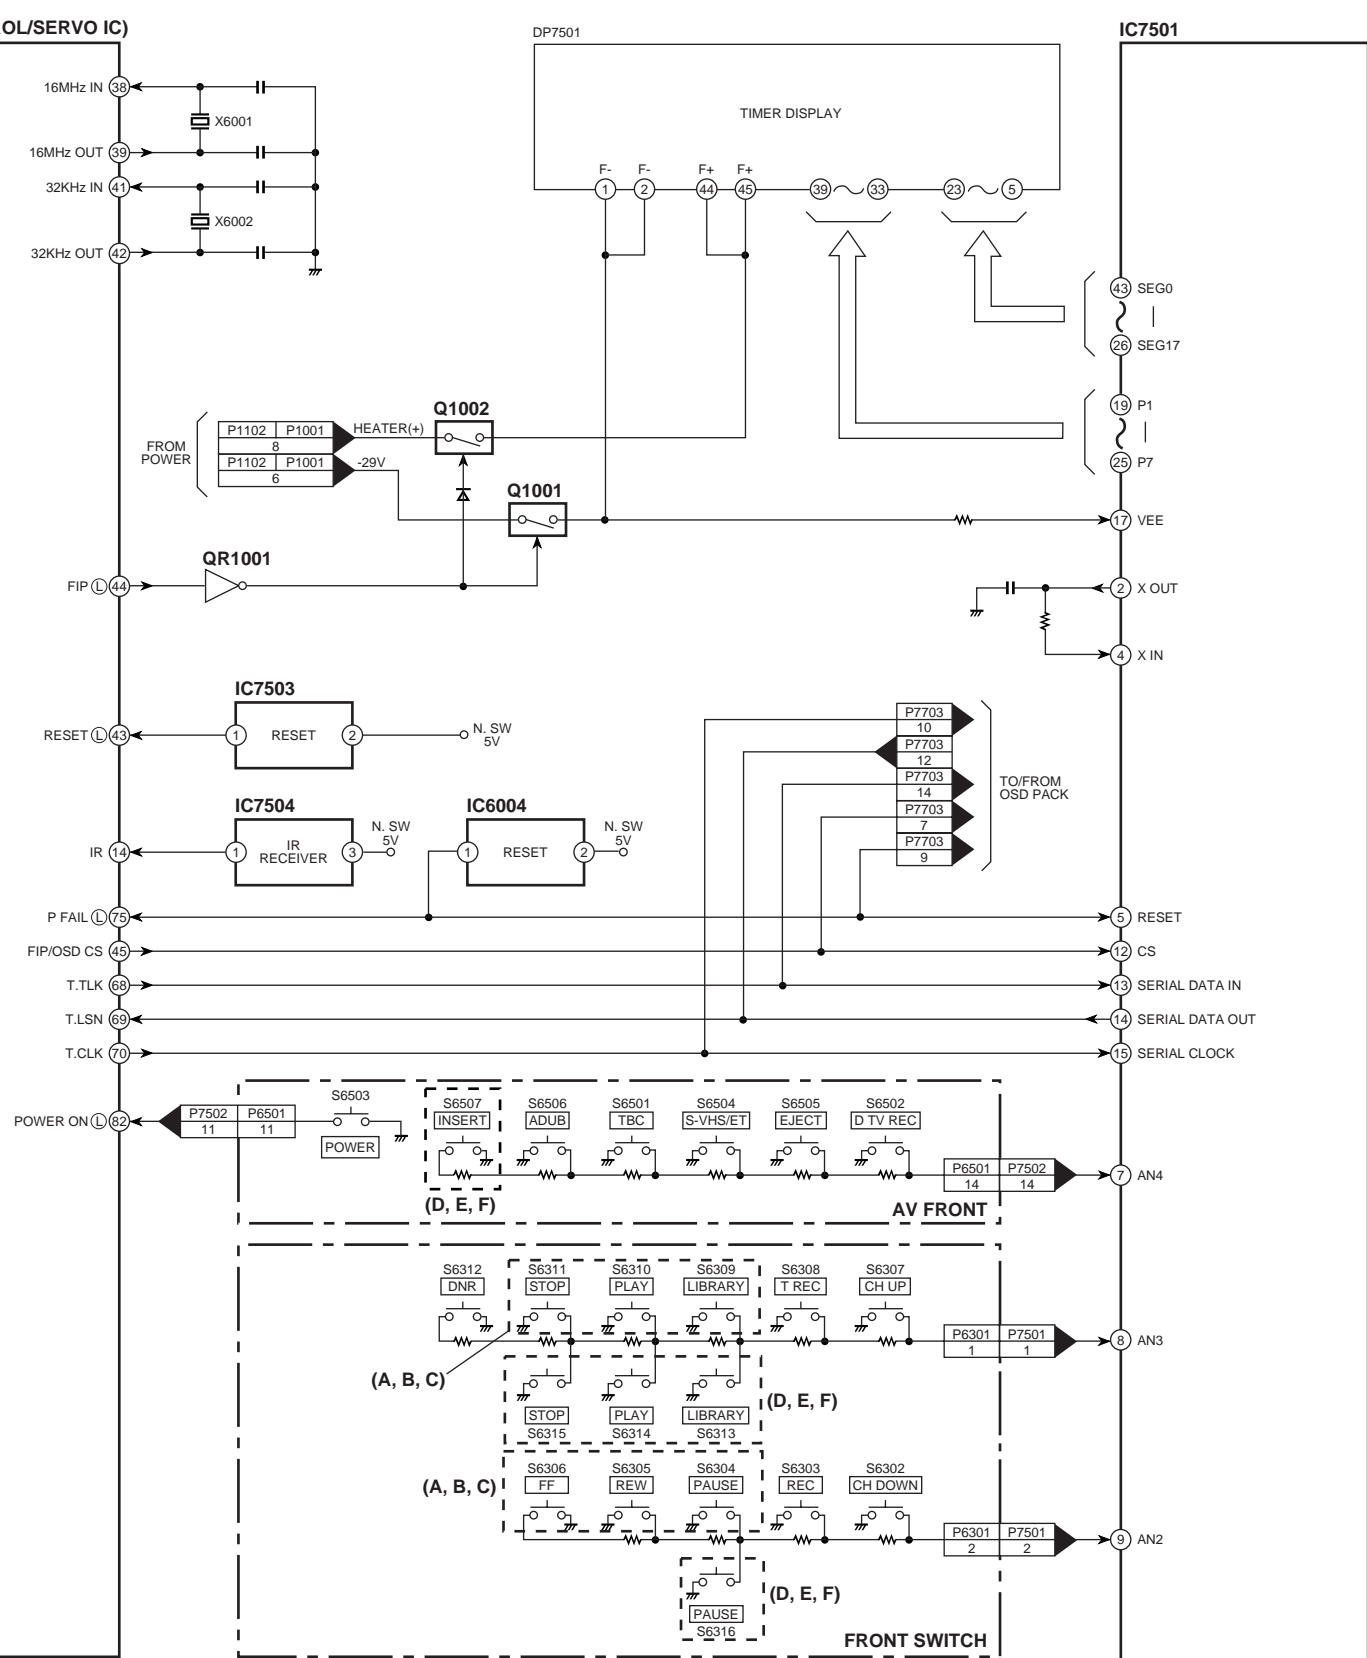 OL/SERVO IC)
IC7501
DP7501
TIMER DISPLAY
F- F- F+ F+
1 2 44 45 39 33 23 5
16MHz IN 38
X6001
16MHz OUT 39
32KHz IN 41
X6002
32KHz OUT 42
43 SEG0
26 SEG17
19 P1
25 P7
FROM
POWER
P1102 P1001
8
HEATER(+)
Q1002
P1102 P1001
6
-29V
Q1001
17 VEE
QR1001
FIP L 44
2 X OUT
4 X IN
IC7503
RESET L 43
1 RESET 2
N. SW
5V
IC7504
IR 14
1 IR
RECEIVER 3
N. SW
5V
IC6004
1 RESET 2
N. SW
5V
P7703
10
P7703
12
P7703
14
P7703
7
P7703
9
TO/FROM
OSD PACK
P FAIL L 75
5 RESET
FIP/OSD CS 45
12 CS
T.TLK 68
13 SERIAL DATA IN
T.LSN 69
14 SERIAL DATA OUT
T.CLK 70
15 SERIAL CLOCK
POWER ON L 82
P7502 P6501
11 11
S6503
POWER
S6507 S6506 S6501 S6504 S6505 S6502
INSERT ADUB TBC S-VHS/ET EJECT D TV REC
(D, E, F)
P6501 P7502
14 14
7 AN4
AV FRONT
S6312 S6311 S6310 S6309 S6308 S6307
DNR STOP PLAY LIBRARY T REC CH UP
P6301 P7501
1 1
8 AN3
(A, B, C)
(D, E, F)
STOP PLAY LIBRARY
S6315 S6314 S6313
(A, B, C)
S6306 S6305 S6304 S6303 S6302
FF REW PAUSE REC CH DOWN
P6301 P7501
2 2
9 AN2
(D, E, F)
PAUSE
S6316
FRONT SWITCH